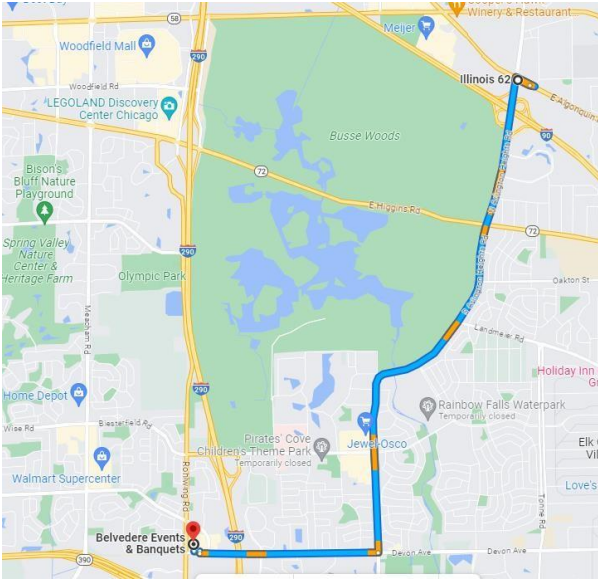 58
Winery & Restaurant
Meijer
Woodfield Mall
290
Woodfield Rd
Illinois 62
LEGOLAND Discovery
Center Chicago
E Algonquin
90
Busse Woods
72
Bison's
Bluff Nature
Playground
E Higgins Rd
72
Spring Valley
Nature
Center &
Heritage Farm
290
Olympic Park
Oakton St
Meacham Rd
Landmeier Rd
Holiday Inn
290
Home Depot
Rainbow Falls Waterpark
Temporarily closed
Biesterfield Rd
Wise Rd
Pirates' Cove
Children's Theme Park
Temporarily closed
Jewel-Osco
Elk
Vil
Walmart Supercenter
Rohlwing Rd
Tonne Rd
Love's
Belvedere Events
& Banquets
290
Devon Ave
Devon Ave
390